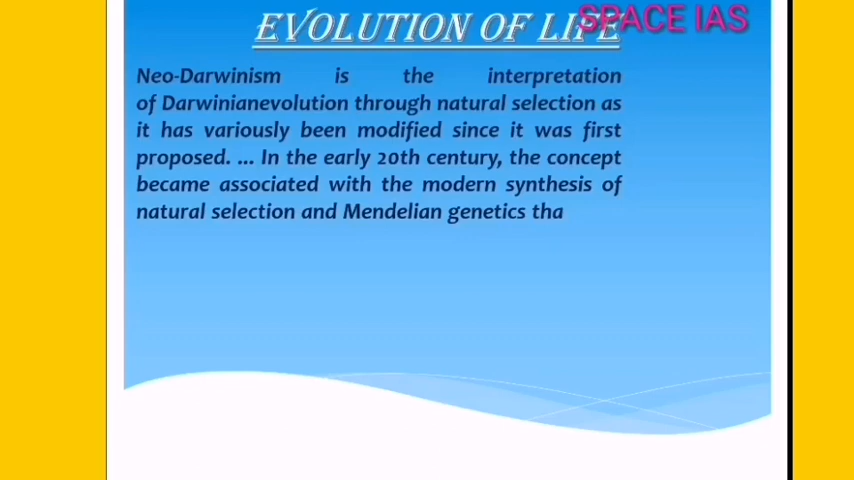 EVOLUTION OF LIFE
SPACE IAS
Neo-Darwinism is the interpretation
of Darwinianevolution through natural selection as
it has variously been modified since it was first
proposed. ... In the early 20th century, the concept
became associated with the modern synthesis of
natural selection and Mendelian genetics tha